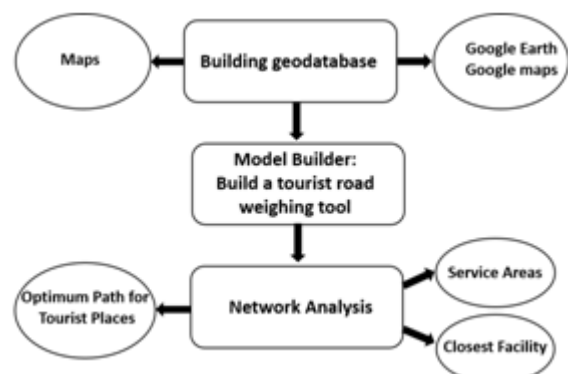 Maps
Building geodatabase
Google Earth
Google maps
Model Builder:
Build a tourist road
weighing tool
Optimum Path for
Tourist Places
Network Analysis
Service Areas
Closest Facility